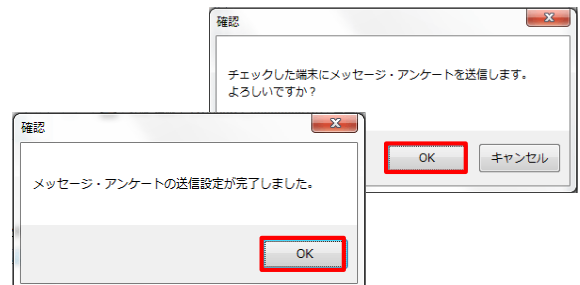 確認
チェックした端末にメッセージ・アンケートを送信します。
よろしいですか？
OK
キャンセル
確認
メッセージ・アンケートの送信設定が完了しました。
OK